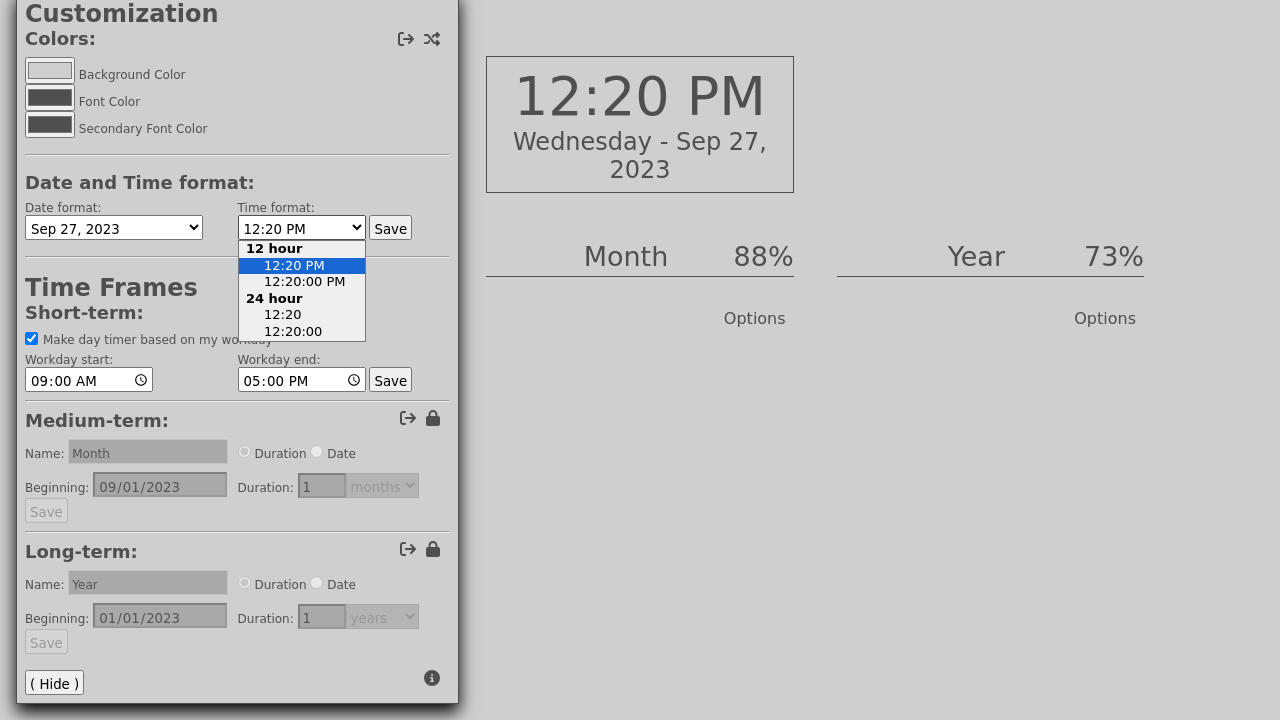 Customization
Colors:
Background Color
Font Color
Secondary Font Color
Date and Time format:
Date format: Time format:
Sep 27, 2023 12:20 PM Save
12 hour
12:20 PM
12:20:00 PM
24 hour
12:20
12:20:00
Time Frames
Short-term:
Make day timer based on my workday
Workday start: Workday end:
09:00 AM 05:00 PM Save
Medium-term:
Name: Month Duration Date
Beginning: 09/01/2023 Duration: 1 months
Save
Long-term:
Name: Year Duration Date
Beginning: 01/01/2023 Duration: 1 years
Save
( Hide )
12:20 PM
Wednesday - Sep 27,
2023
Month 88% Year 73%
Options Options